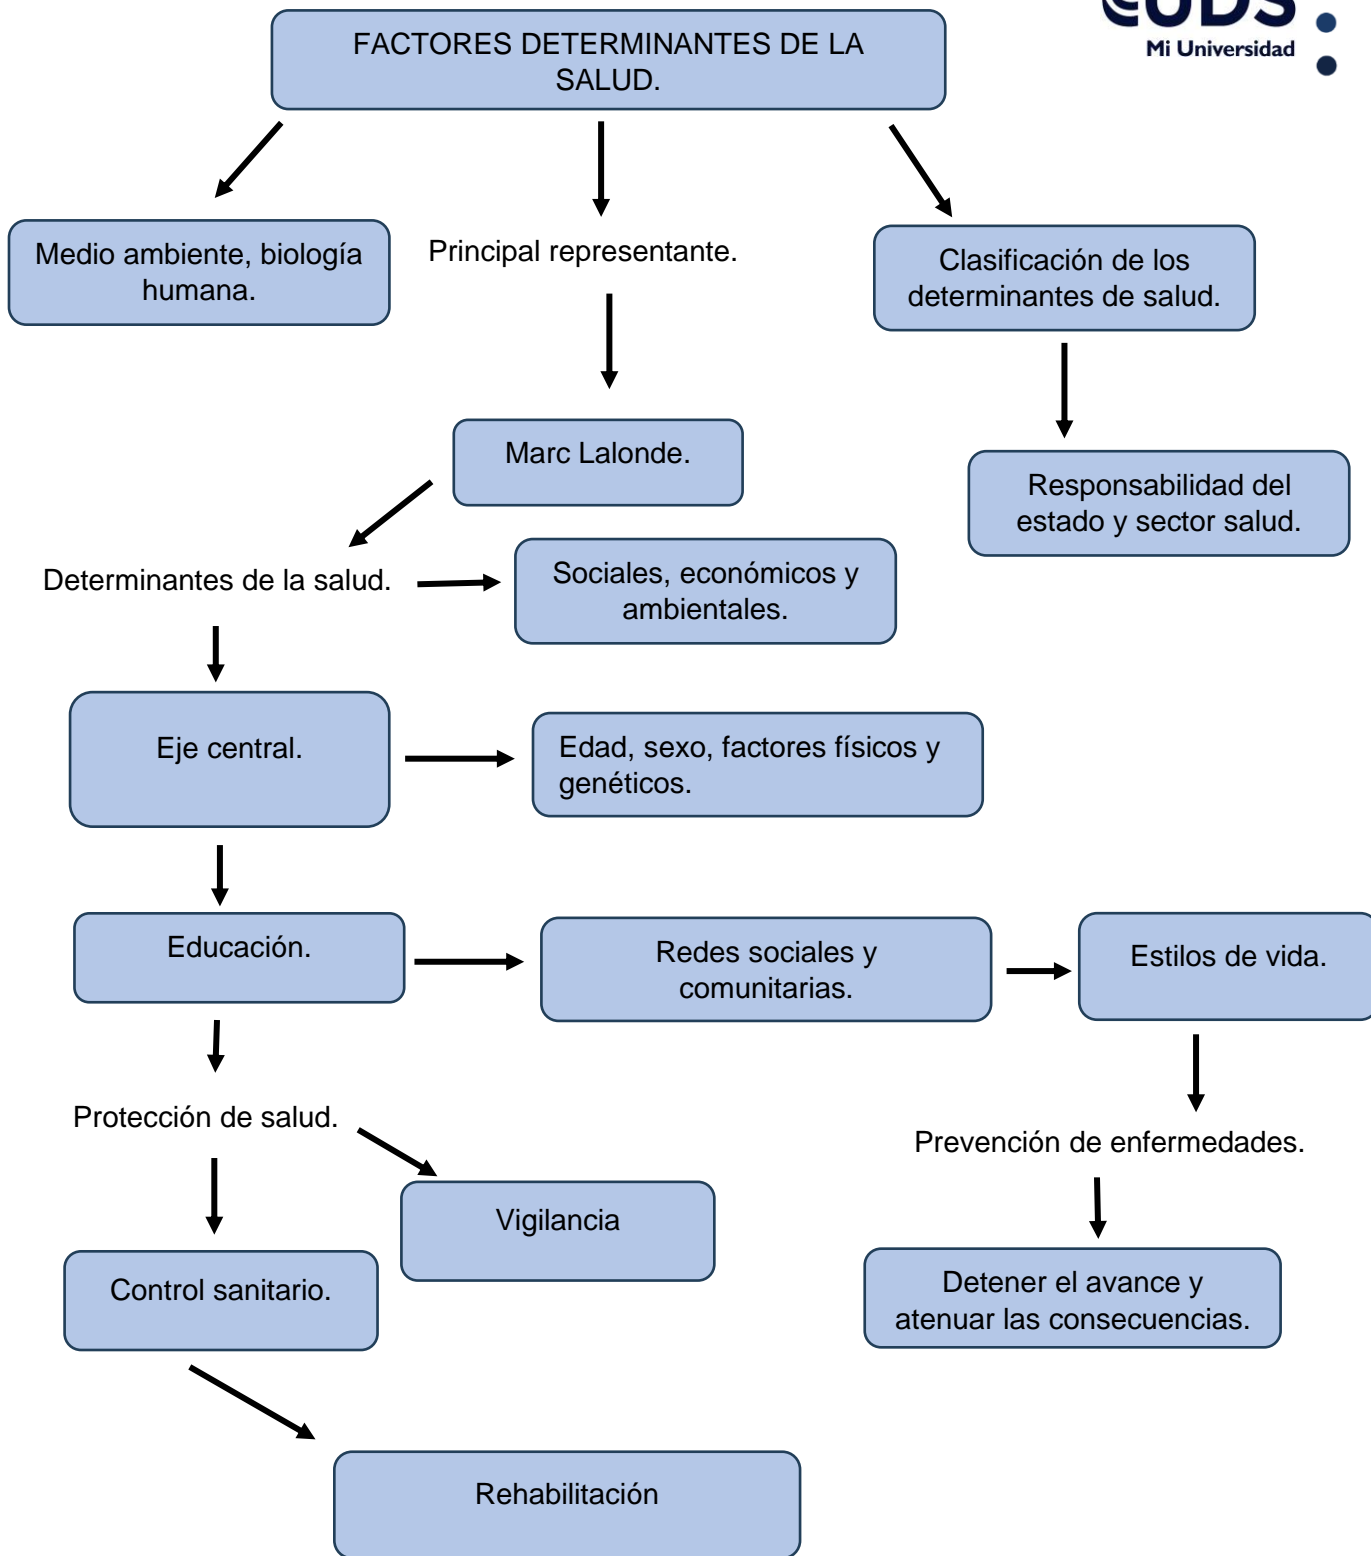 UDS
Mi Universidad
FACTORES DETERMINANTES DE LA
SALUD.
Medio ambiente, biología
humana.
Principal representante.
Clasificación de los
determinantes de salud.
Marc Lalonde.
Responsabilidad del
estado y sector salud.
Determinantes de la salud.
Sociales, económicos y
ambientales.
Eje central.
Edad, sexo, factores físicos y
genéticos.
Educación.
Redes sociales y
comunitarias.
Estilos de vida.
Protección de salud.
Prevención de enfermedades.
Vigilancia
Control sanitario.
Detener el avance y
atenuar las consecuencias.
Rehabilitación